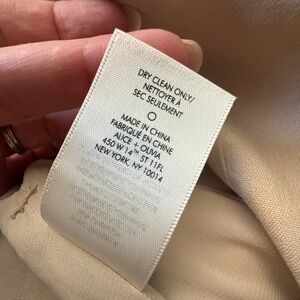 DRY CLEAN ONLY/
NETTOYER À
SEC SEULEMENT
MADE IN CHINA
FABRIQUÉ EN CHINE
ALICE + OLIVIA
450 W 14TH ST 11FL
NEW YORK, NY 10014